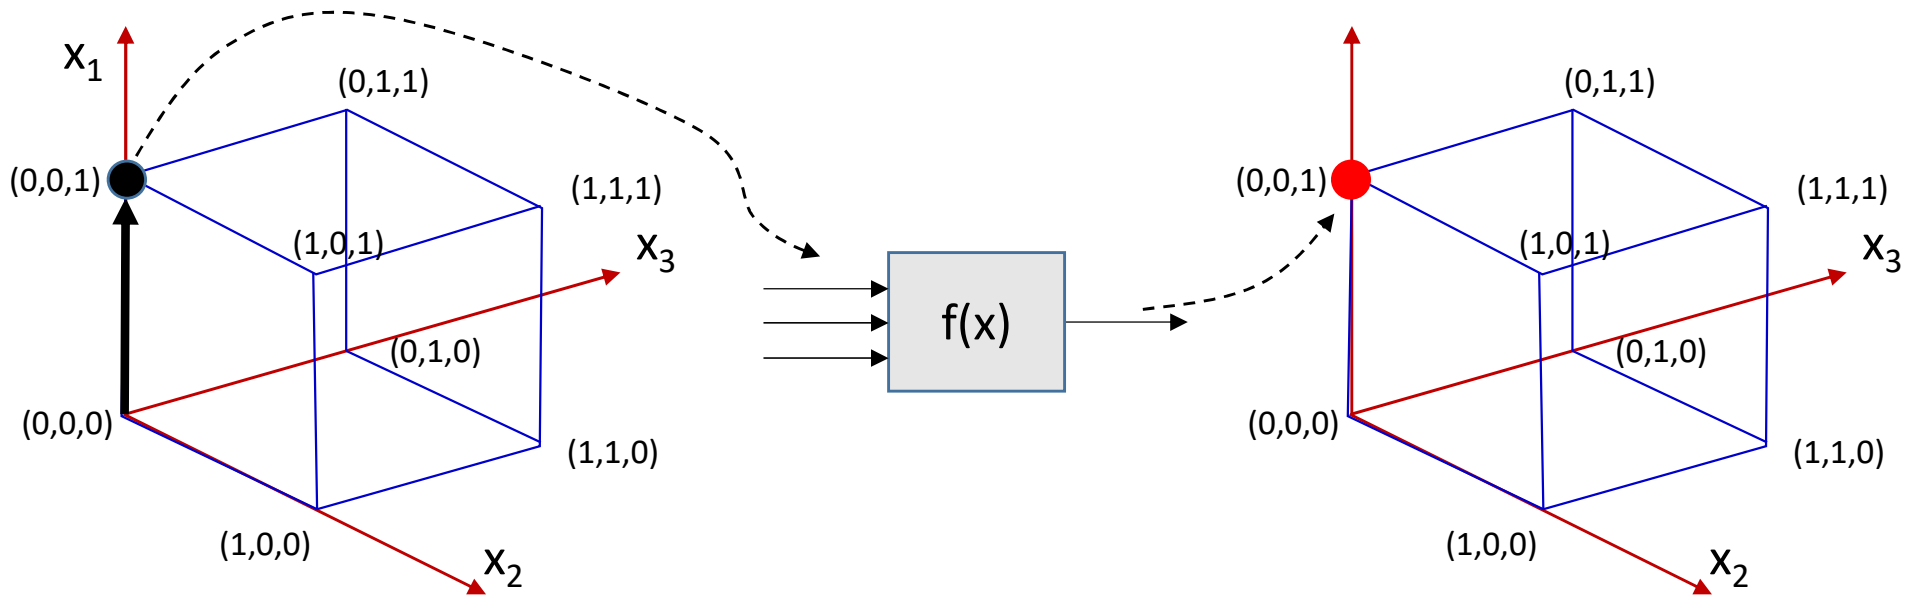 x₁
(0,1,1)
(0,0,1)
(1,1,1)
(1,0,1)
x₃
(0,1,0)
(0,0,0)
(1,1,0)
(1,0,0)
x₂
f(x)
(0,1,1)
(0,0,1)
(1,1,1)
(1,0,1)
x₃
(0,1,0)
(0,0,0)
(1,1,0)
(1,0,0)
x₂